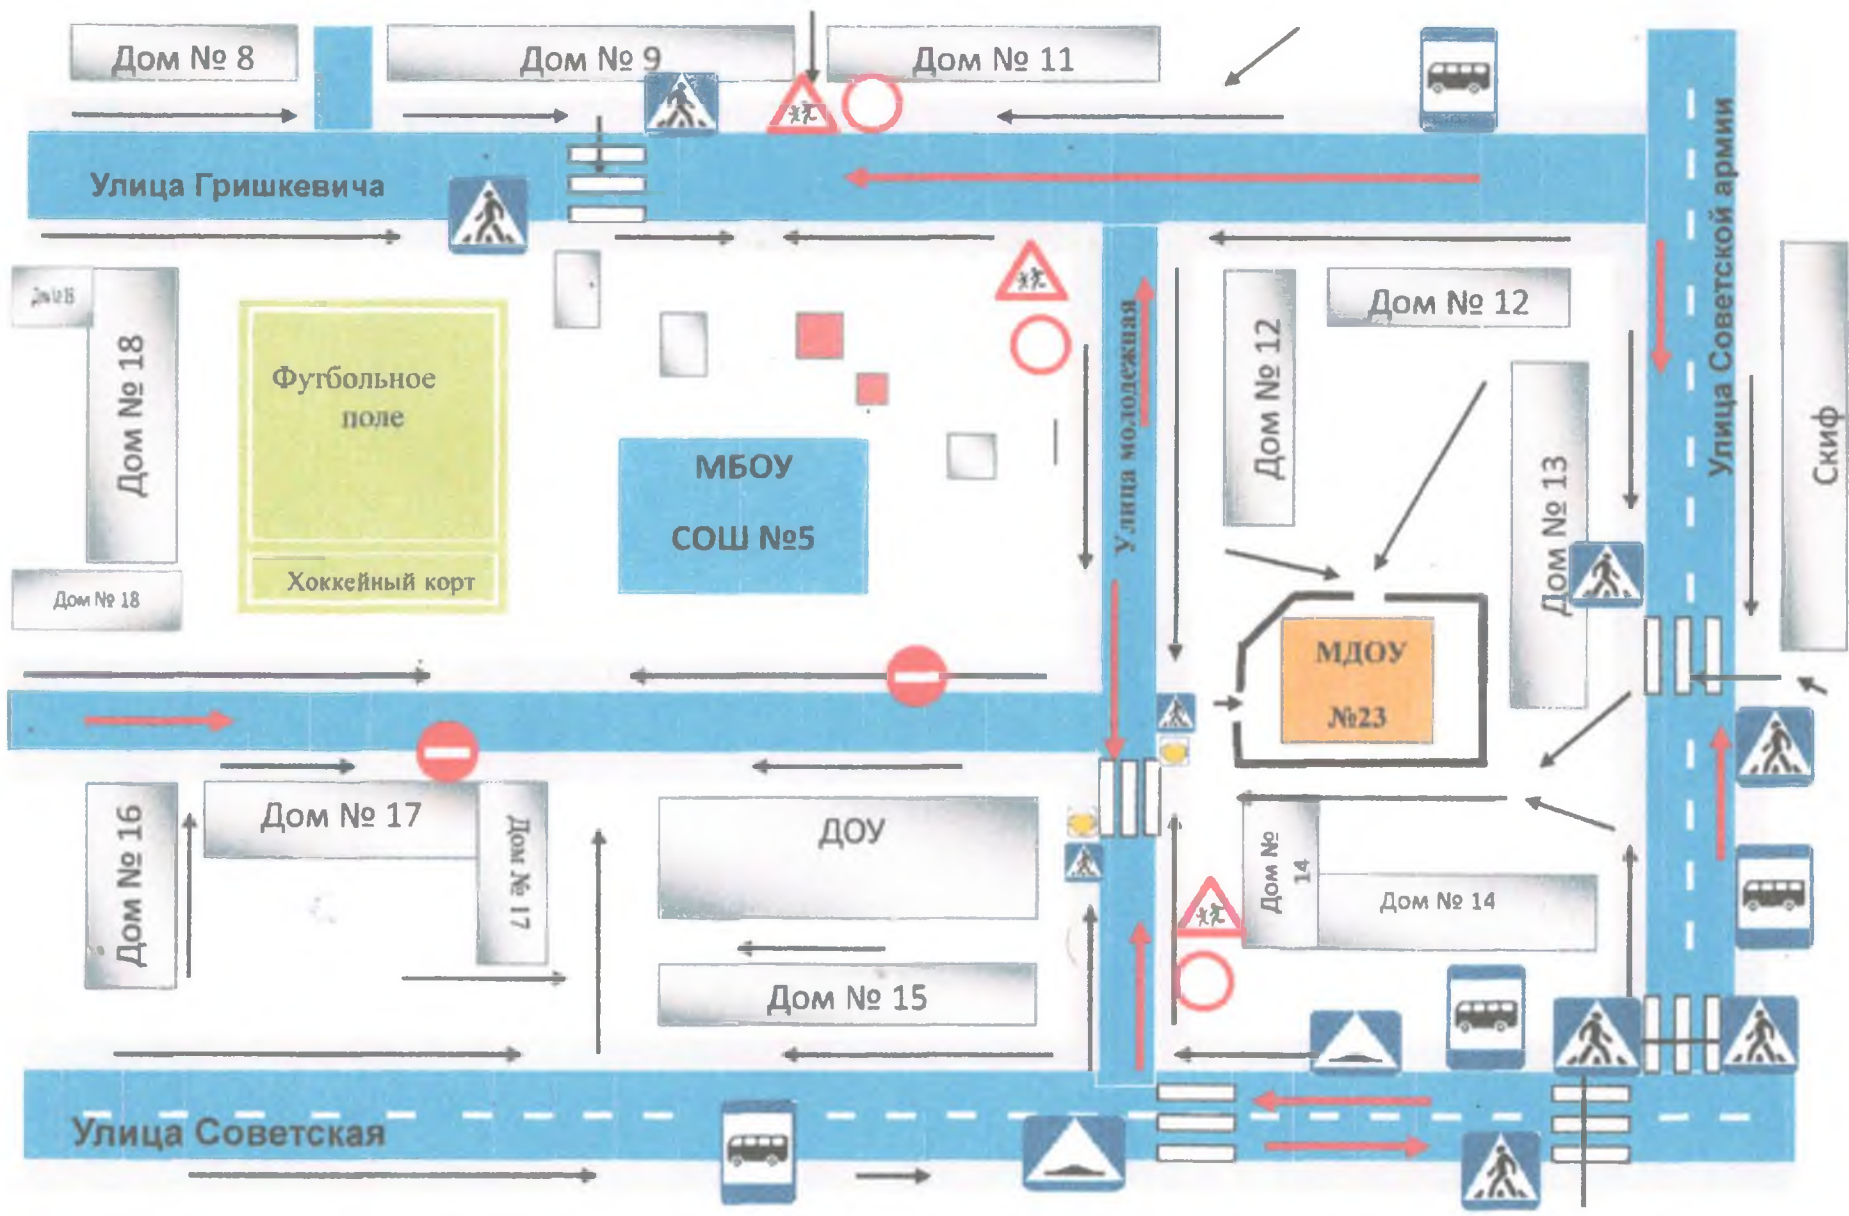 Дом № 8
Дом № 9
Дом № 11
Улица Гришкевича
Улица Советской армии
Дом № 18
Футбольное
поле
Хоккейный корт
Дом № 18
МБОУ
СОШ №5
Улица молодежная
Дом № 12
Дом № 12
Дом № 13
Скиф
МДОУ
№23
Дом № 16
Дом № 17
Дом № 17
ДОУ
Дом № 15
Дом №
14
Дом № 14
Улица Советская